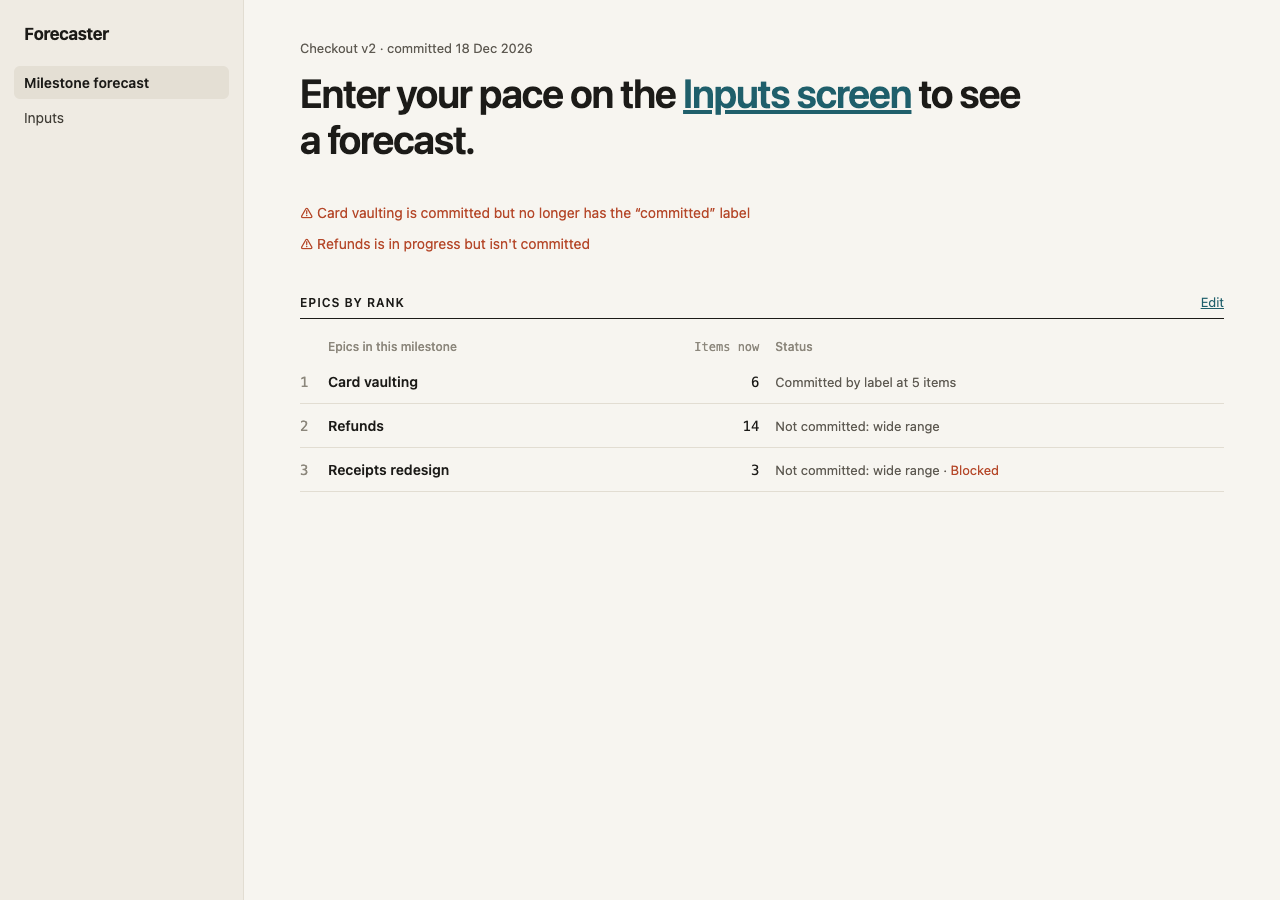 Forecaster
Milestone forecast
Inputs
Checkout v2 · committed 18 Dec 2026
Enter your pace on the Inputs screen to see
a forecast.
⚠ Card vaulting is committed but no longer has the “committed” label
⚠ Refunds is in progress but isn't committed
EPICS BY RANK Edit
Epics in this milestone Items now Status
1 Card vaulting 6 Committed by label at 5 items
2 Refunds 14 Not committed: wide range
3 Receipts redesign 3 Not committed: wide range · Blocked